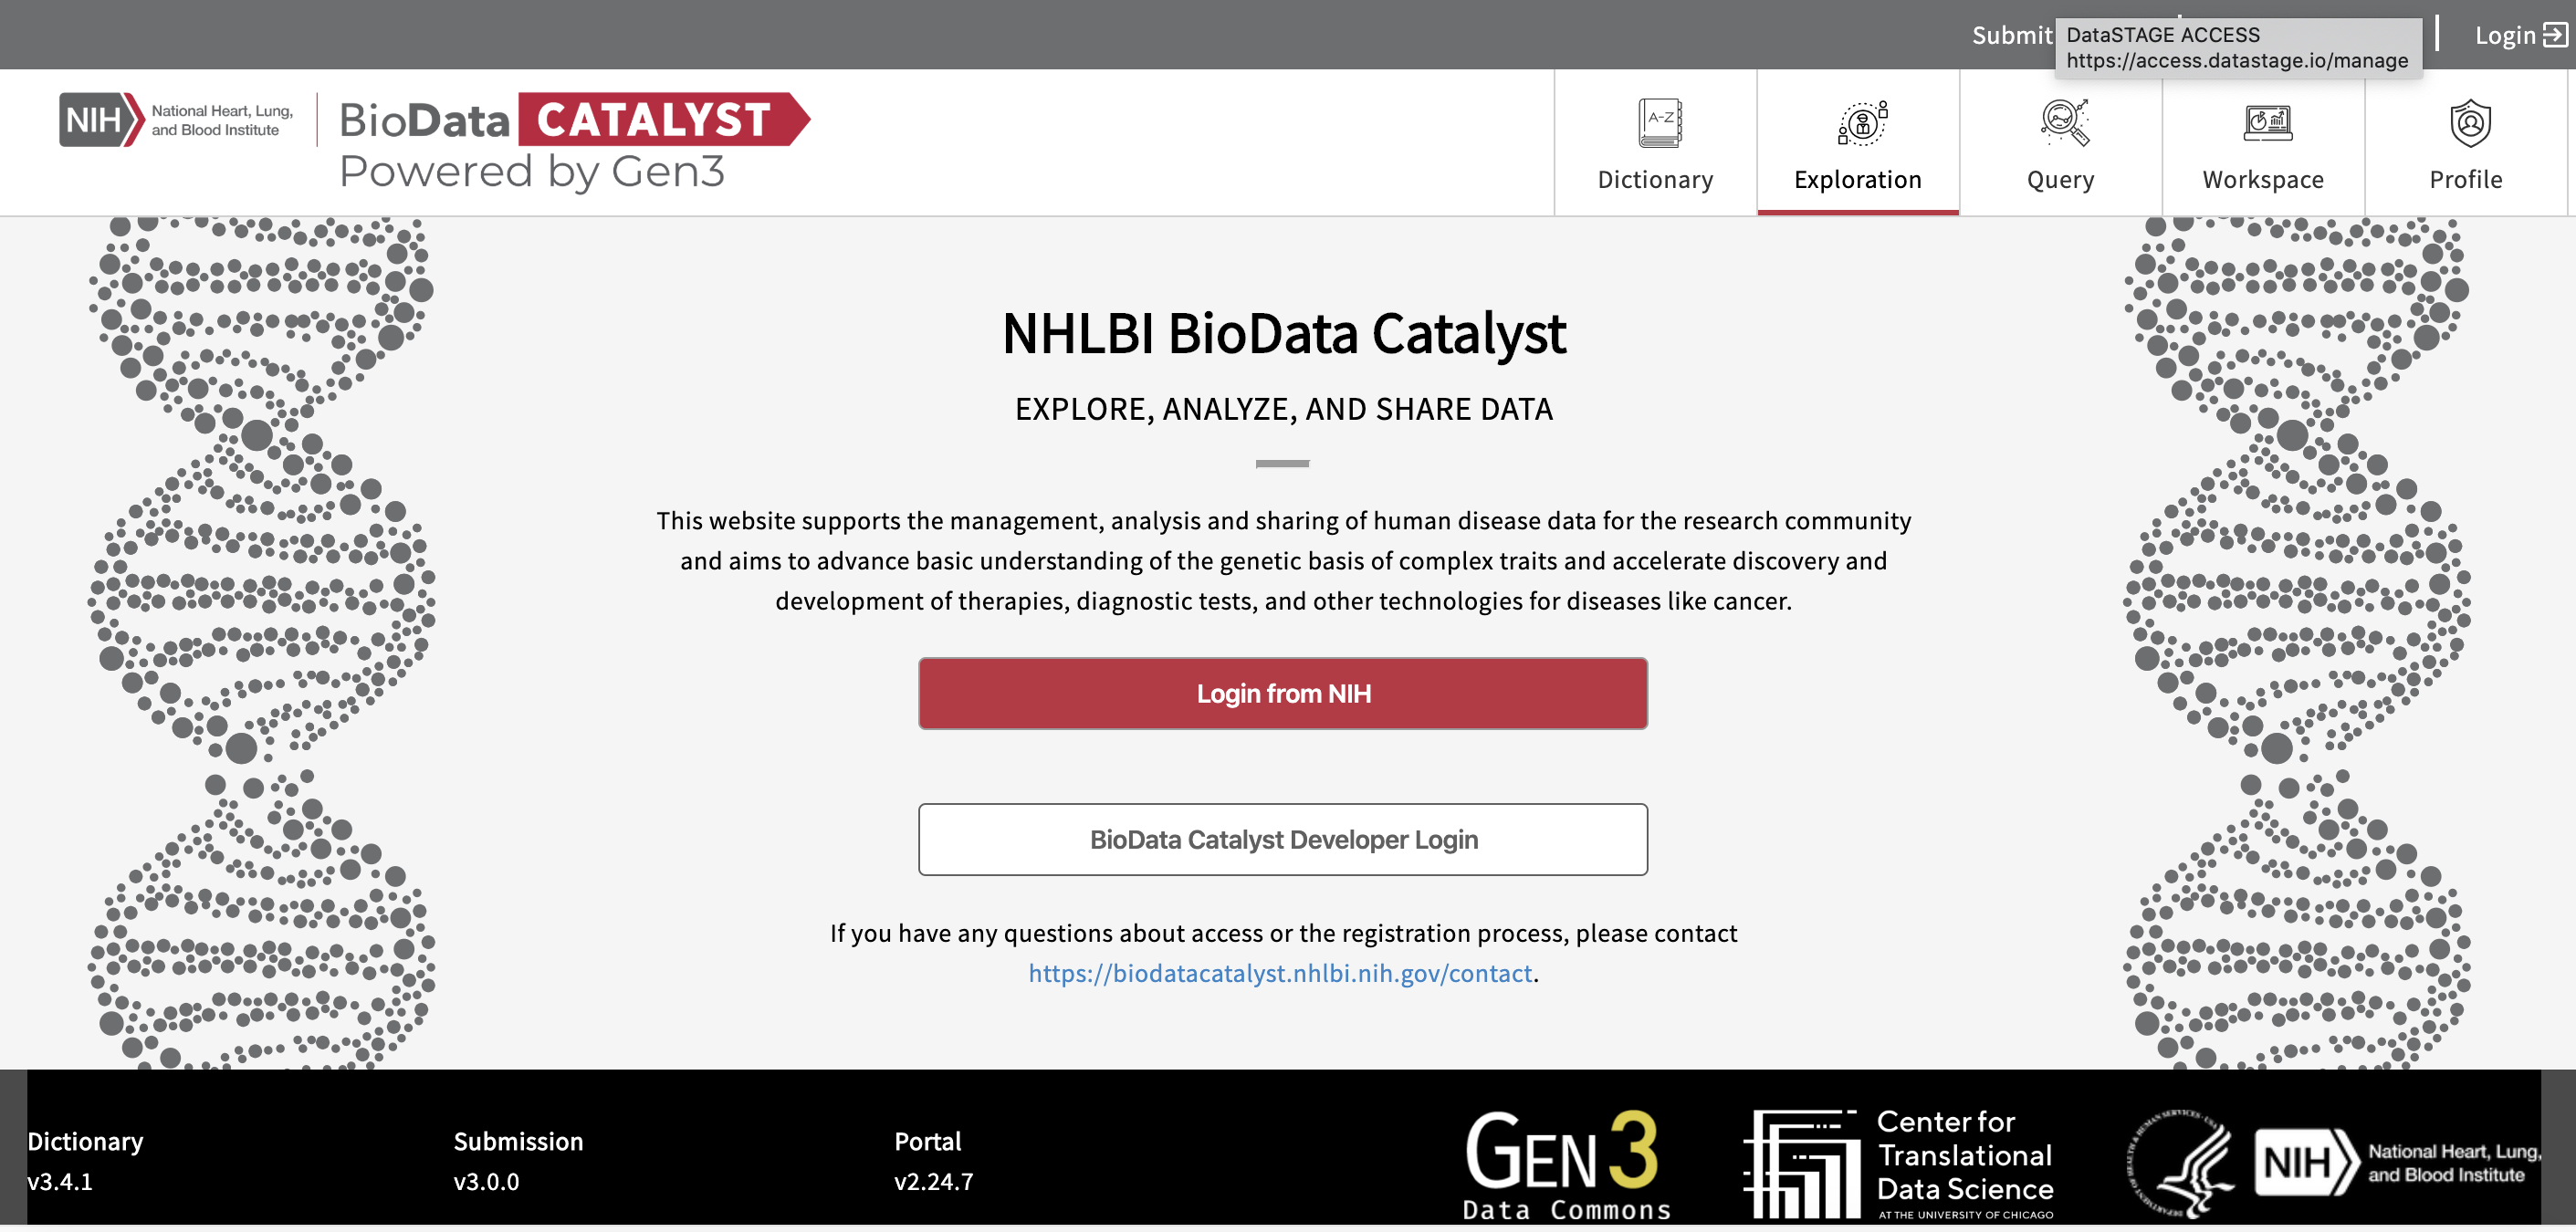 Submit
DataSTAGE ACCESS
https://access.datastage.io/manage
Login
NIH
National Heart, Lung,
and Blood Institute
BioData CATALYST
Powered by Gen3
A-Z
Dictionary
Exploration
Query
Workspace
Profile
NHLBI BioData Catalyst
EXPLORE, ANALYZE, AND SHARE DATA
This website supports the management, analysis and sharing of human disease data for the research community
and aims to advance basic understanding of the genetic basis of complex traits and accelerate discovery and
development of therapies, diagnostic tests, and other technologies for diseases like cancer.
Login from NIH
BioData Catalyst Developer Login
If you have any questions about access or the registration process, please contact
https://biodatacatalyst.nhlbi.nih.gov/contact.
Dictionary
v3.4.1
Submission
v3.0.0
Portal
v2.24.7
GEN3
Data Commons
Center for
Translational
Data Science
AT THE UNIVERSITY OF CHICAGO
NIH
National Heart, Lung,
and Blood Institute